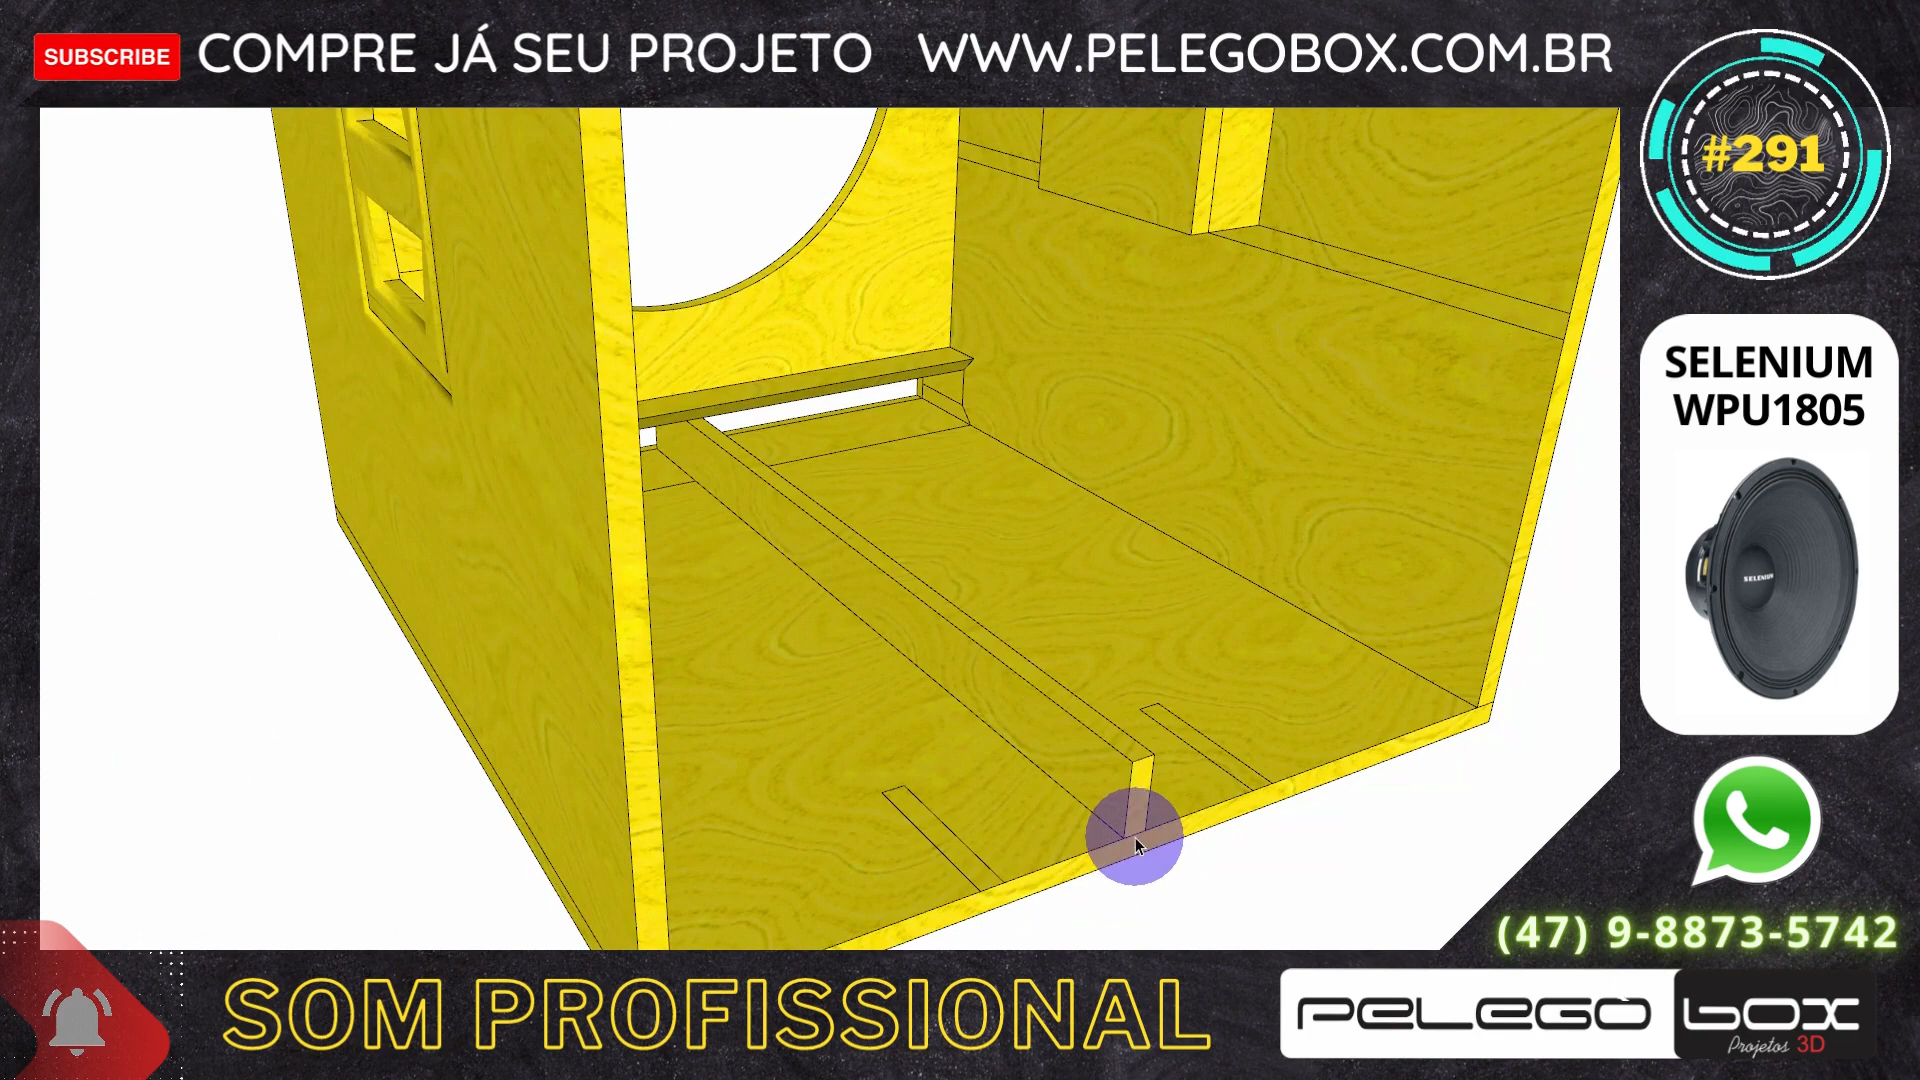 SUBSCRIBE
COMPRE JÁ SEU PROJETO WWW.PELEGOBOX.COM.BR
#291
SELENIUM
WPU1805
SELENIUM
(47) 9-8873-5742
SOM PROFISSIONAL
PELEGO BOX
Projetos 3D